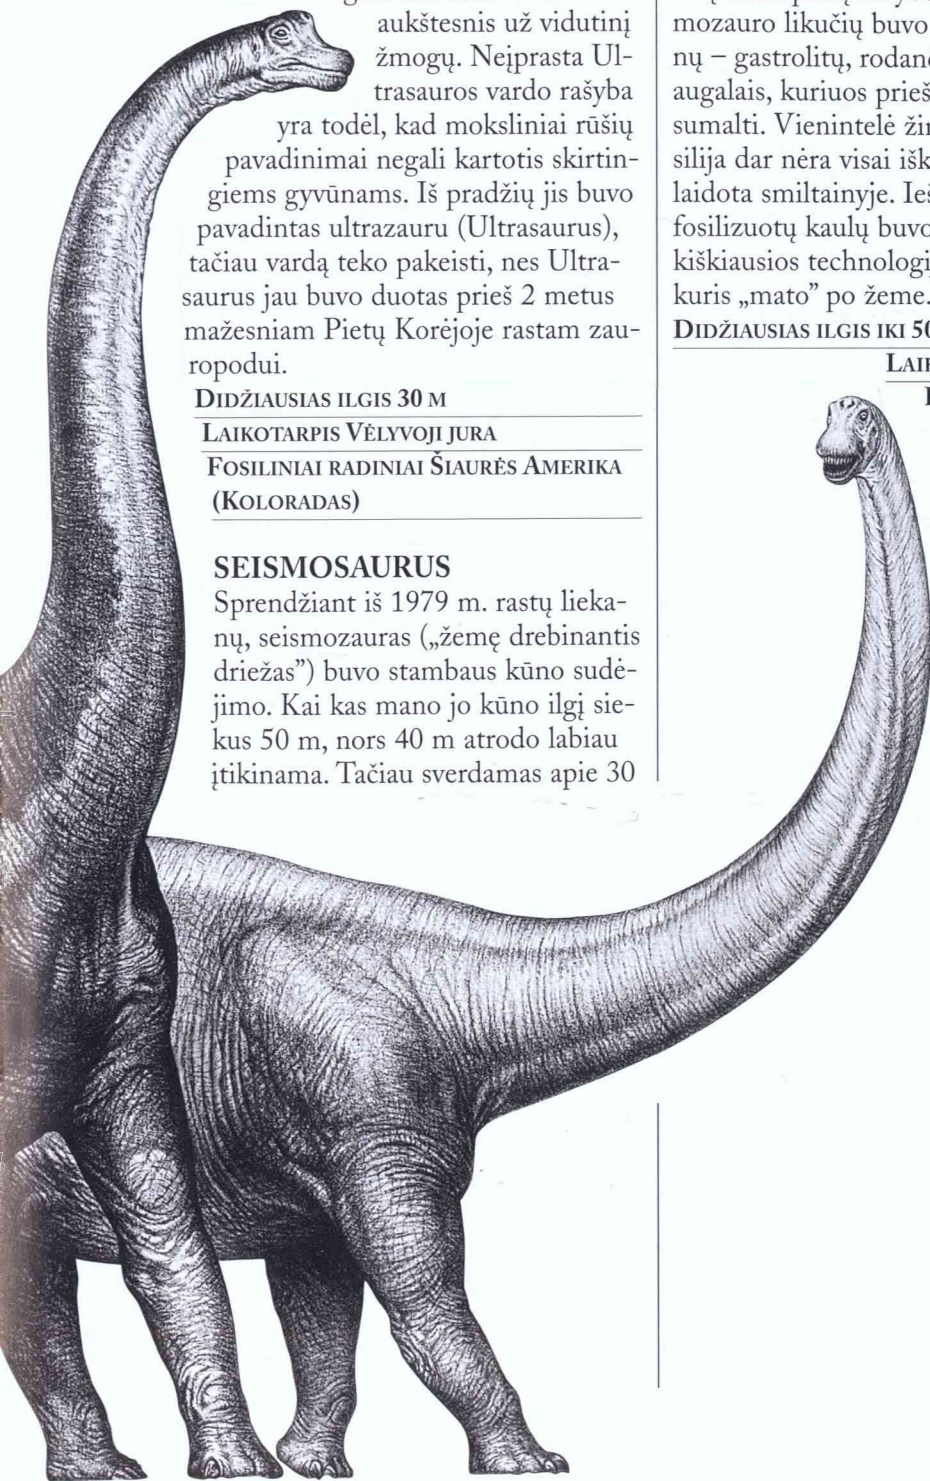 aukštesnis už vidutinį
žmogų. Neįprasta Ul-
trasauros vardo rašyba
yra todėl, kad moksliniai rūšių
pavadinimai negali kartotis skirtin-
giems gyvūnams. Iš pradžių jis buvo
pavadintas ultrazauru (Ultrasaurus),
tačiau vardą teko pakeisti, nes Ultra-
saurus jau buvo duotas prieš 2 metus
mažesniam Pietų Korėjoje rastam zau-
ropodui.
DIDŽIAUSIAS ILGIS 30 M
LAIKOTARPIS VĖLYVOJI JURA
FOSILINIAI RADINIAI ŠIAURĖS AMERIKA
(KOLORADAS)
SEISMOSAURUS
Sprendžiant iš 1979 m. rastų lieka-
nų, seismozauras („žemę drebinantis
driežas”) buvo stambaus kūno sudė-
jimo. Kai kas mano jo kūno ilgį sie-
kus 50 m, nors 40 m atrodo labiau
įtikinama. Tačiau sverdamas apie 30
mozauro likučių buvo
nų – gastrolitų, rodan
augalais, kuriuos prieš
sumalti. Vienintelė žin
silija dar nėra visai išk
laidota smiltainyje. Ieš
fosilizuotų kaulų buvo
kiškiausios technologij
kuris „mato” po žeme.
DIDŽIAUSIAS ILGIS IKI 50
LAIK